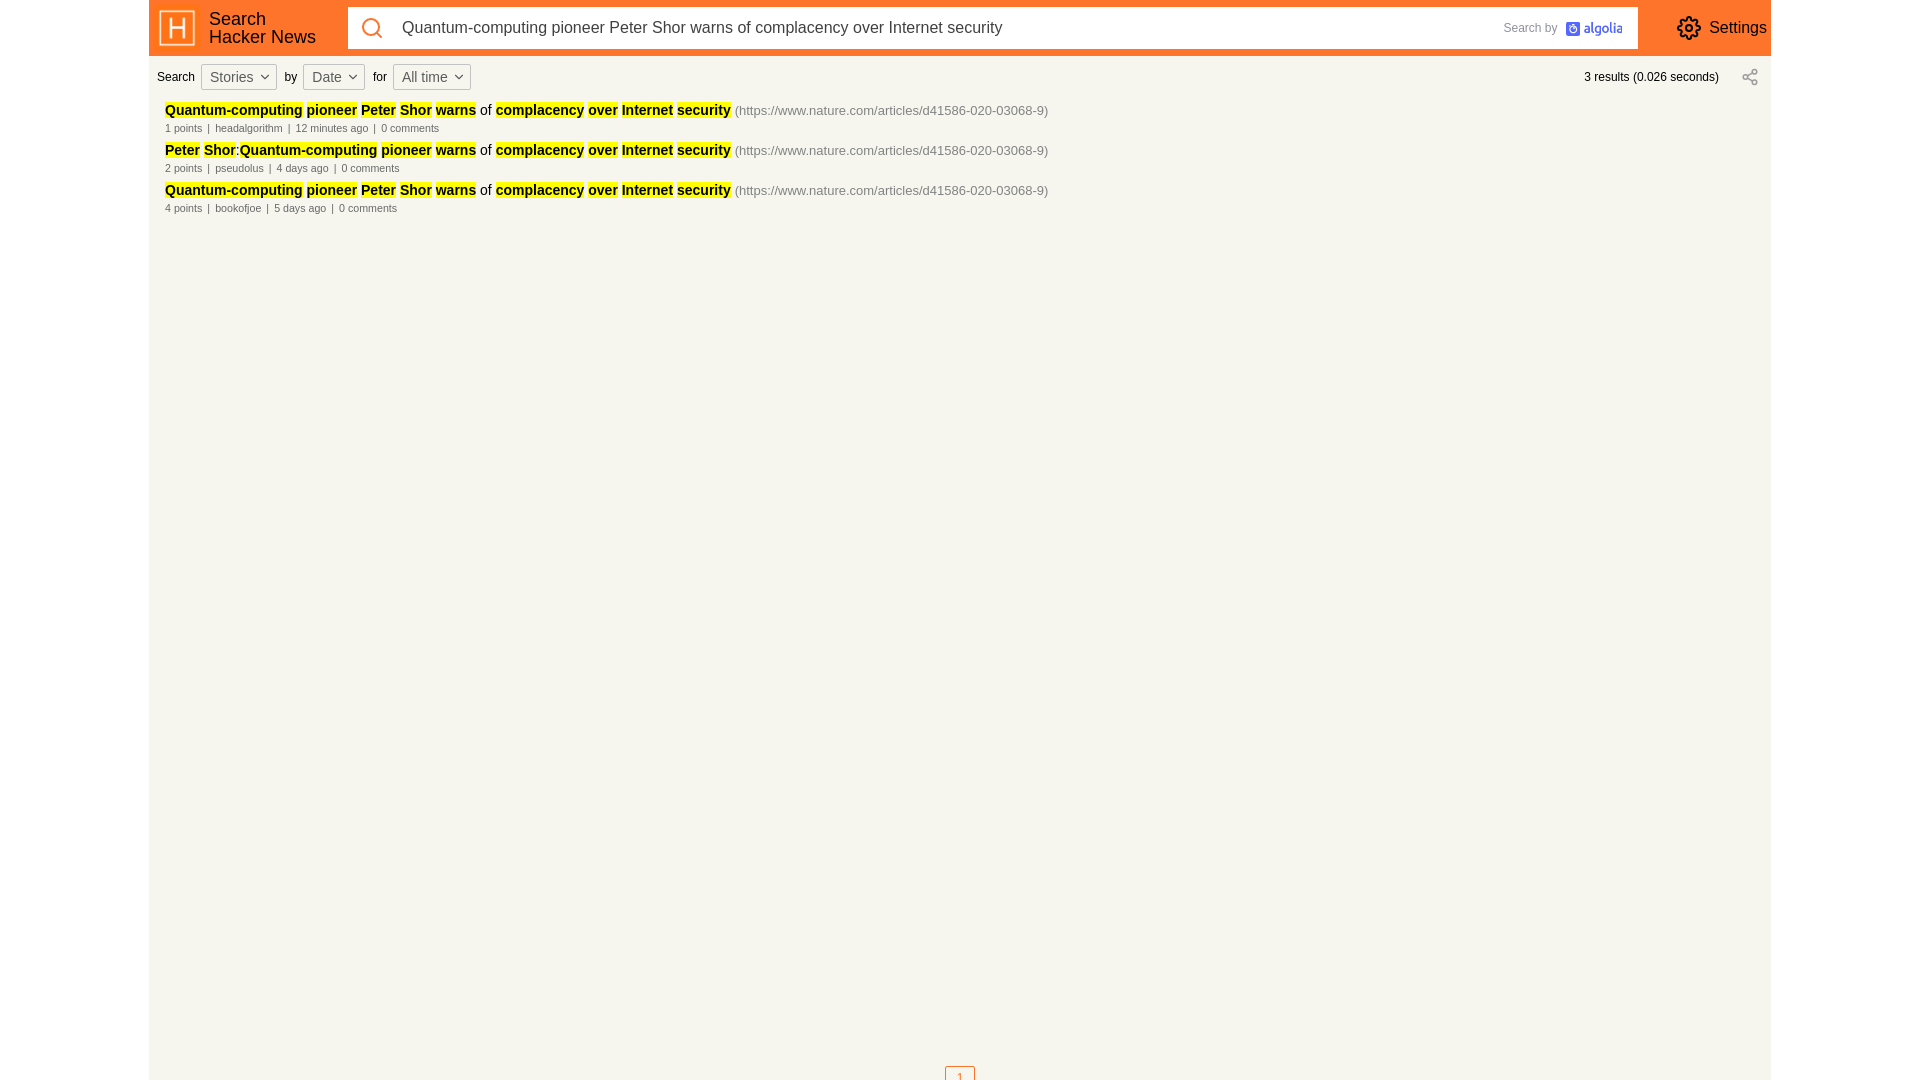 Search
Hacker News
Quantum-computing pioneer Peter Shor warns of complacency over Internet security
Search by algolia
Settings
Search Stories by Date for All time
3 results (0.026 seconds)
Quantum-computing pioneer Peter Shor warns of complacency over Internet security (https://www.nature.com/articles/d41586-020-03068-9)
1 points | headalgorithm | 12 minutes ago | 0 comments
Peter Shor:Quantum-computing pioneer warns of complacency over Internet security (https://www.nature.com/articles/d41586-020-03068-9)
2 points | pseudolus | 4 days ago | 0 comments
Quantum-computing pioneer Peter Shor warns of complacency over Internet security (https://www.nature.com/articles/d41586-020-03068-9)
4 points | bookofjoe | 5 days ago | 0 comments
1